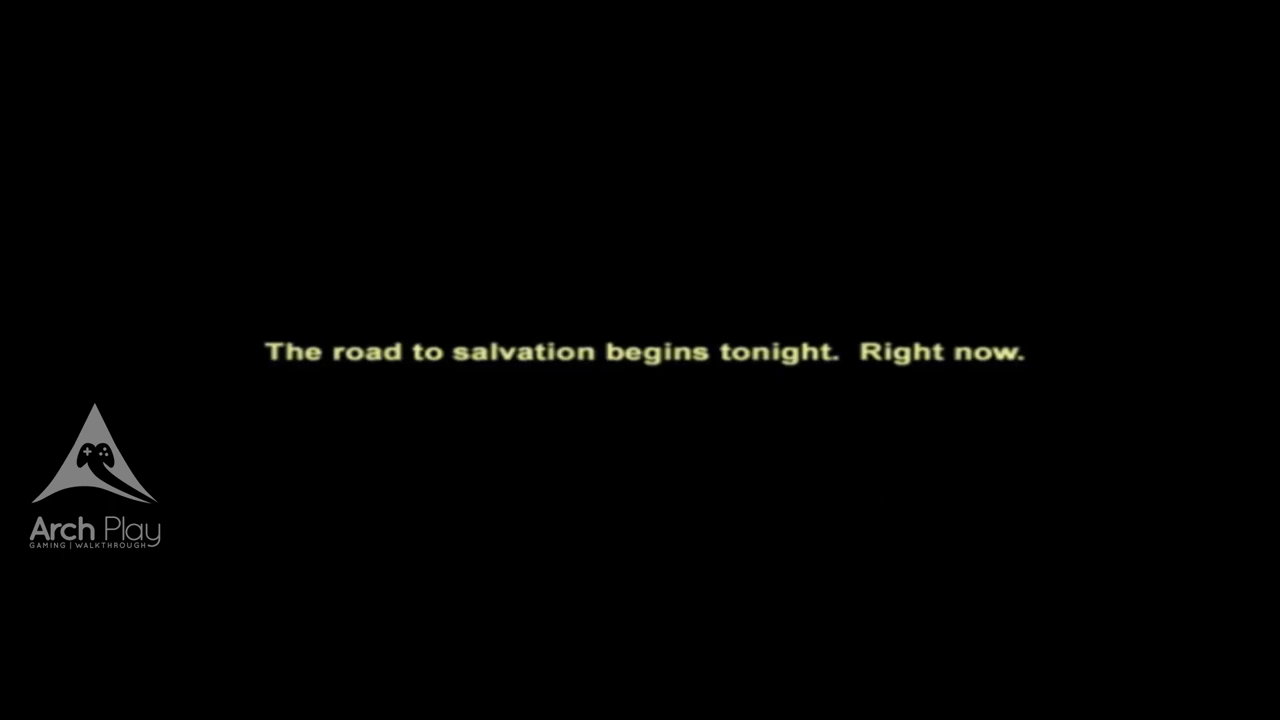 The road to salvation begins tonight.  Right now.
Arch Play
GAMING | WALKTHROUGH